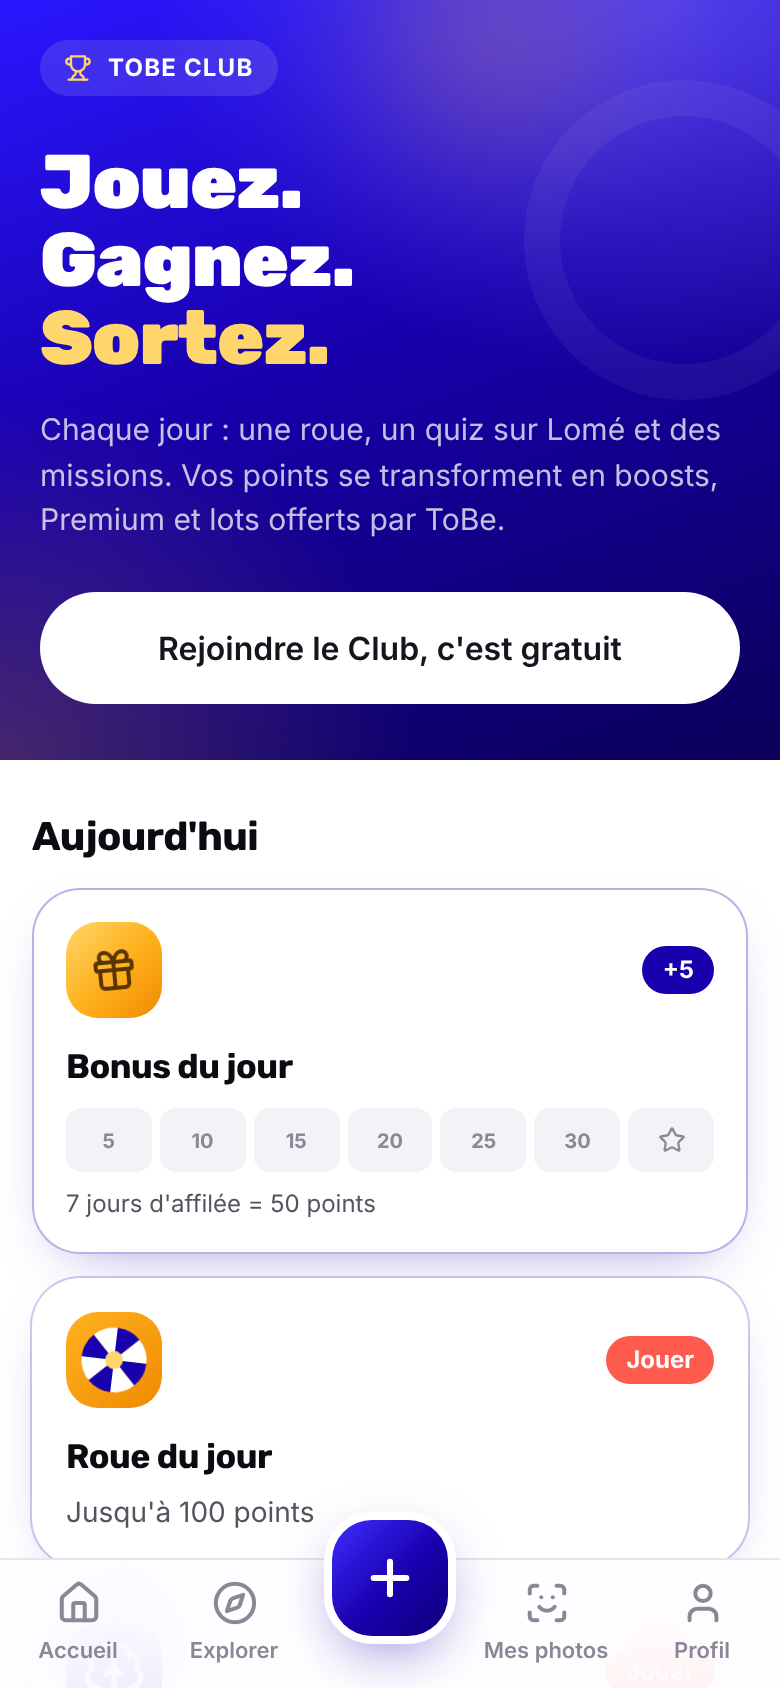 TOBE CLUB
Jouez.
Gagnez.
Sortez.
Chaque jour : une roue, un quiz sur Lomé et des
missions. Vos points se transforment en boosts,
Premium et lots offerts par ToBe.
Rejoindre le Club, c'est gratuit
Aujourd'hui
+5
Bonus du jour
5 10 15 20 25 30
7 jours d'affilée = 50 points
Jouer
Roue du jour
Jusqu'à 100 points
Accueil Explorer Mes photos Profil
Jouer